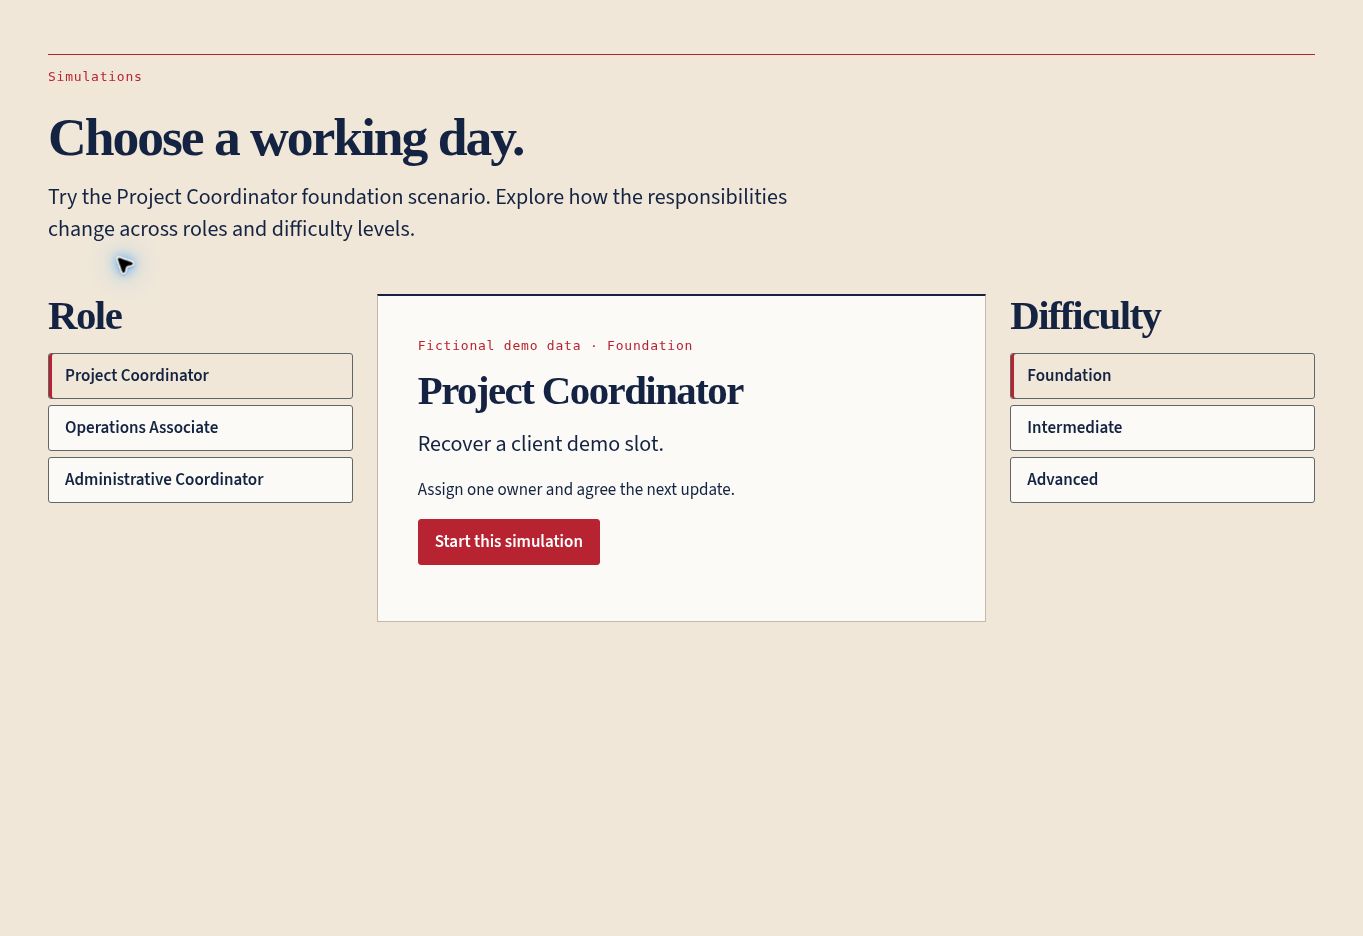 Simulations
Choose a working day.
Try the Project Coordinator foundation scenario. Explore how the responsibilities
change across roles and difficulty levels.
Role
Project Coordinator
Operations Associate
Administrative Coordinator
Fictional demo data · Foundation
Project Coordinator
Recover a client demo slot.
Assign one owner and agree the next update.
Start this simulation
Difficulty
Foundation
Intermediate
Advanced